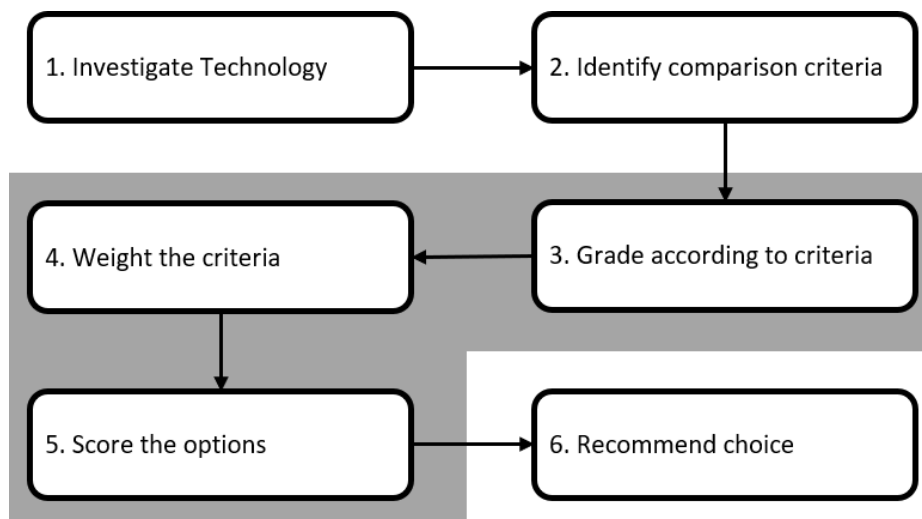 1. Investigate Technology
2. Identify comparison criteria
3. Grade according to criteria
4. Weight the criteria
5. Score the options
6. Recommend choice